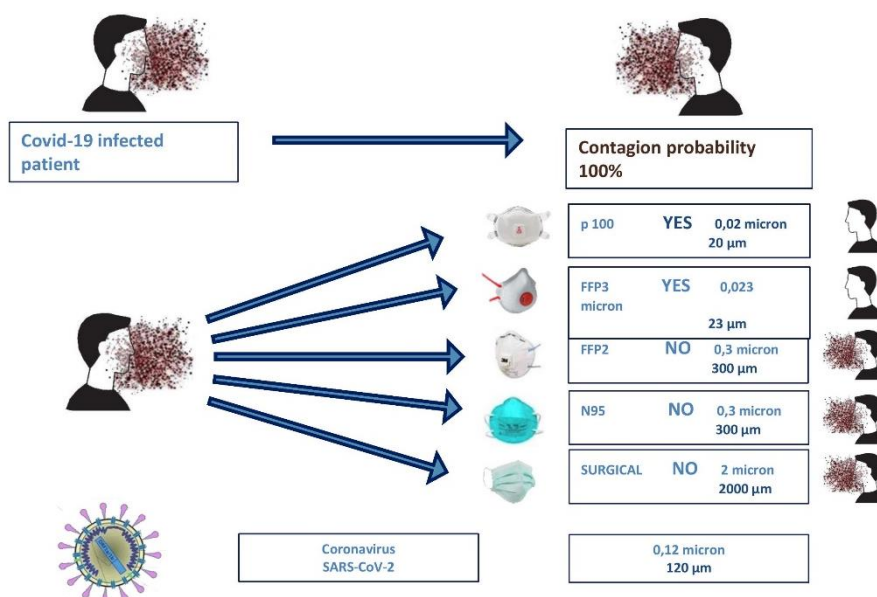 Covid-19 infected
patient
Contagion probability
100%
p 100 YES 0,02 micron
20 µm
FFP3 YES 0,023
micron
23 µm
FFP2 NO 0,3 micron
300 µm
N95 NO 0,3 micron
300 µm
SURGICAL NO 2 micron
2000 µm
Coronavirus
SARS-CoV-2
0,12 micron
120 µm